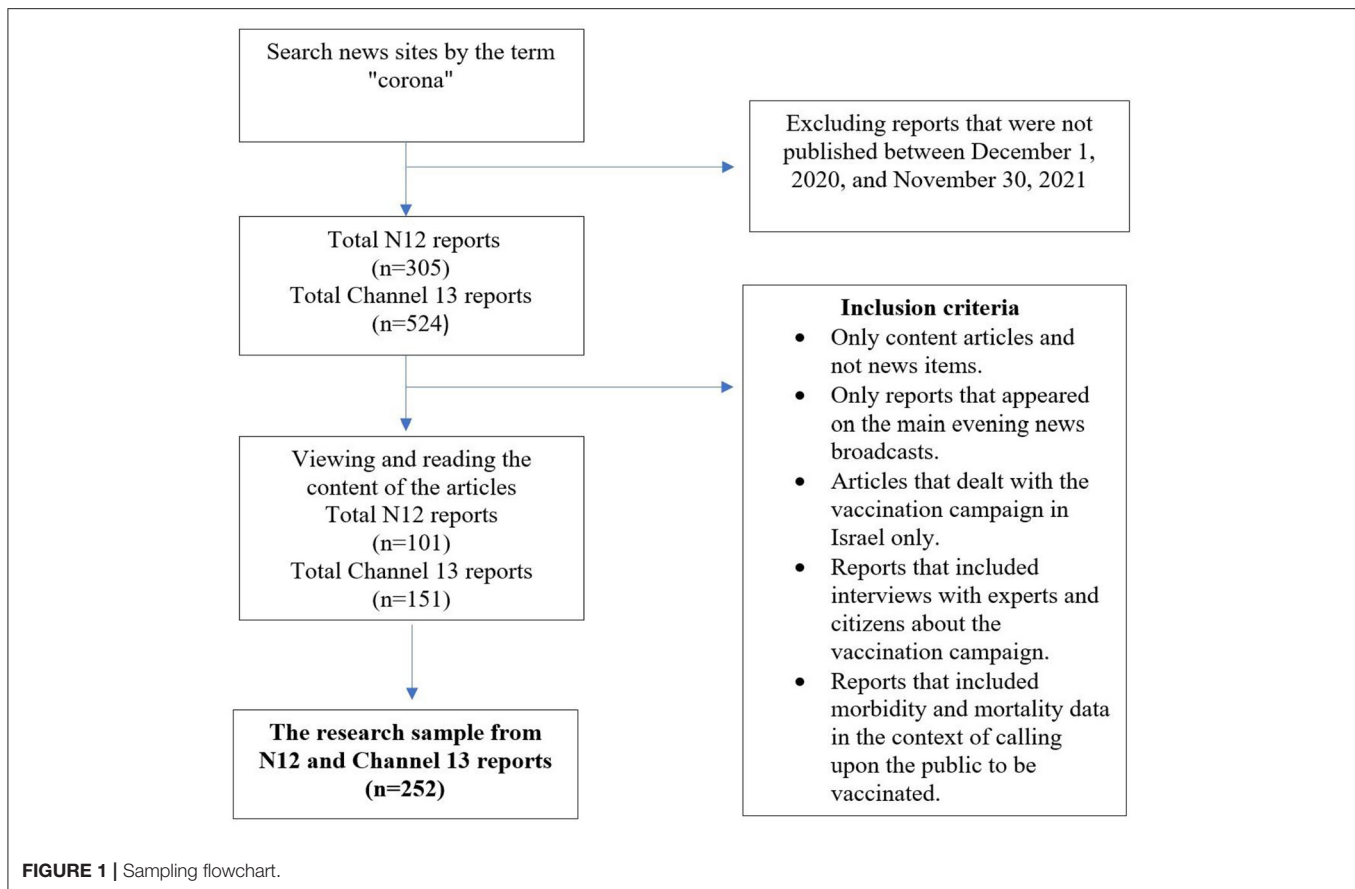 Search news sites by the term
"corona"
Excluding reports that were not
published between December 1,
2020, and November 30, 2021
Total N12 reports
(n=305)
Total Channel 13 reports
(n=524)
Inclusion criteria
• Only content articles and
not news items.
• Only reports that appeared
on the main evening news
broadcasts.
• Articles that dealt with the
vaccination campaign in
Israel only.
• Reports that included
interviews with experts and
citizens about the
vaccination campaign.
• Reports that included
morbidity and mortality data
in the context of calling
upon the public to be
vaccinated.
Viewing and reading the
content of the articles
Total N12 reports
(n=101)
Total Channel 13 reports
(n=151)
The research sample from
N12 and Channel 13 reports
(n=252)
FIGURE 1 | Sampling flowchart.